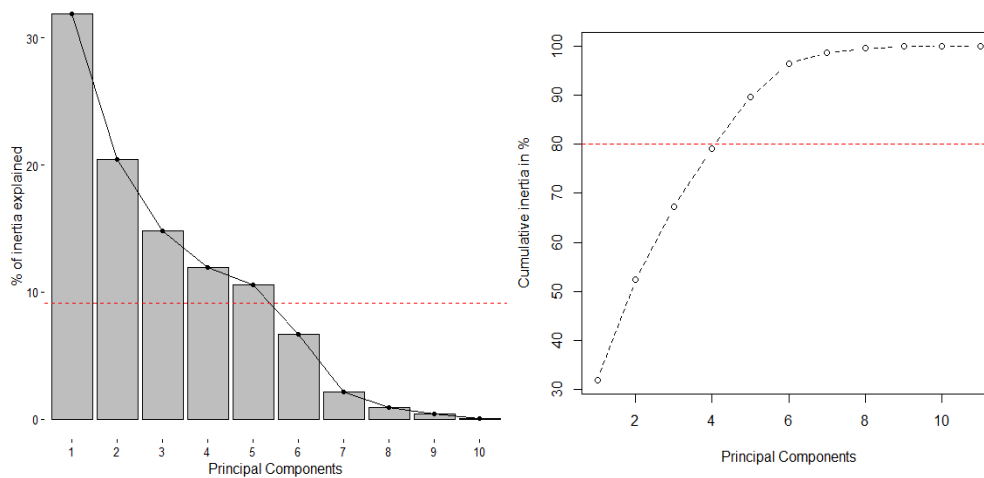 % of inertia explained
30
20
10
0
1 2 3 4 5 6 7 8 9 10
Principal Components
Cumulative inertia in %
100
90
80
70
60
50
40
30
2 4 6 8 10
Principal Components